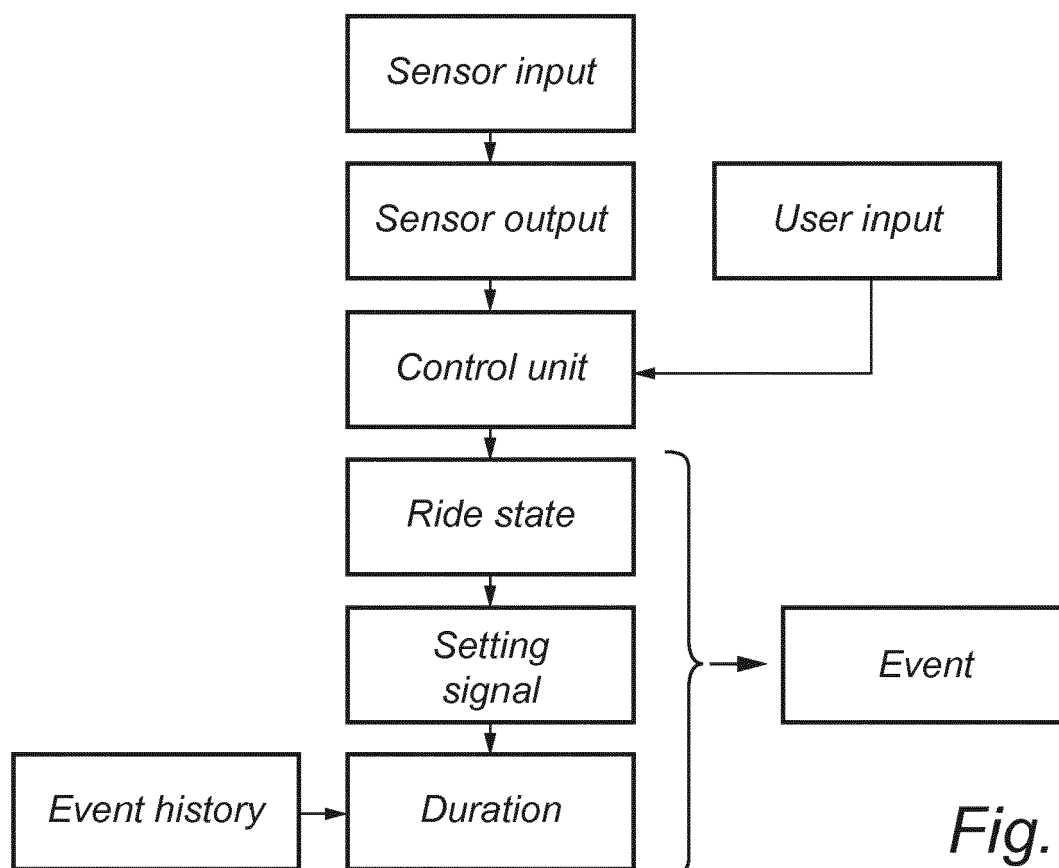 Sensor input
Sensor output
User input
Control unit
Ride state
Setting
signal
Event
Event history
Duration
Fig.